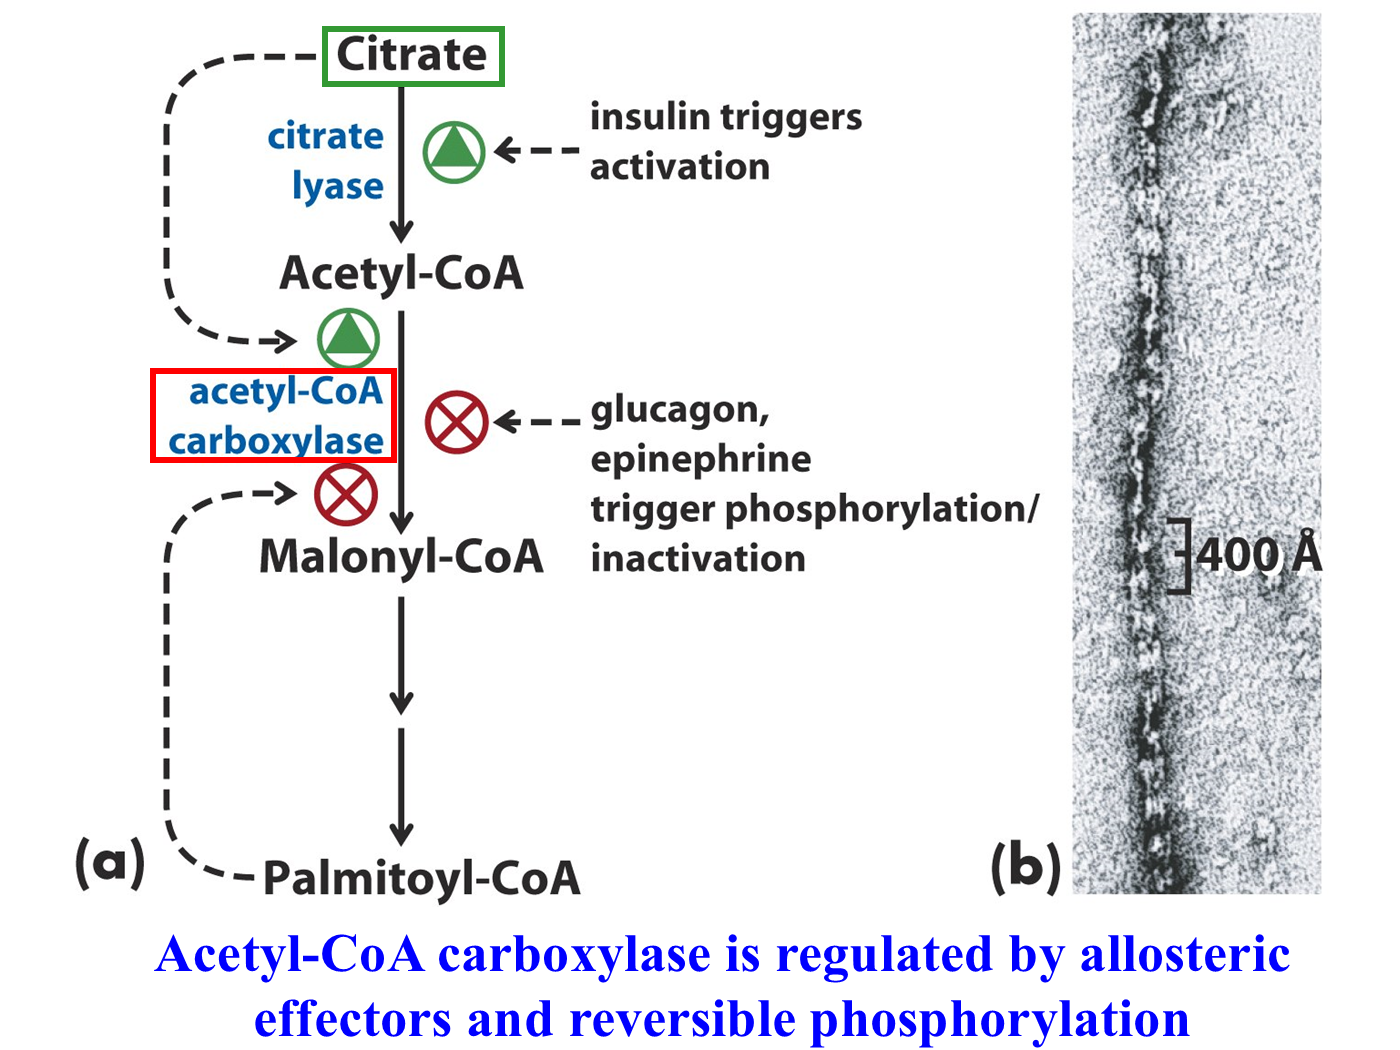 Citrate
citrate
lyase
insulin triggers
activation
Acetyl-CoA
acetyl-CoA
carboxylase
glucagon,
epinephrine
trigger phosphorylation/
inactivation
Malonyl-CoA
400 Å
(a)
Palmitoyl-CoA
(b)
Acetyl-CoA carboxylase is regulated by allosteric
effectors and reversible phosphorylation